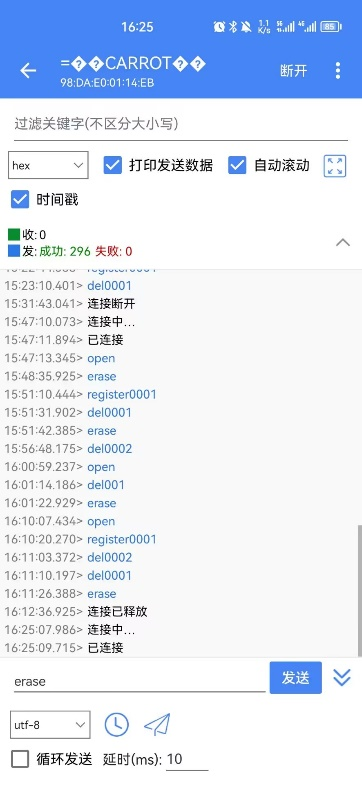 16:25
1.1 K/s
85
=��CARROT��
98:DA:E0:01:14:EB
断开
过滤关键字(不区分大小写)
hex 打印发送数据 自动滚动
时间戳
收: 0
发: 成功: 296 失败: 0
15:23:10.401> del0001
15:31:43.041> 连接断开
15:47:10.073> 连接中...
15:47:11.894> 已连接
15:47:13.345> open
15:48:35.925> erase
15:51:10.444> register0001
15:51:31.902> del0001
15:51:42.385> erase
15:56:48.175> del0002
16:00:59.237> open
16:01:14.186> del001
16:01:22.929> erase
16:10:07.434> open
16:10:20.270> register0001
16:11:03.372> del0002
16:11:10.197> del0001
16:11:26.388> erase
16:12:36.925> 连接已释放
16:25:07.986> 连接中...
16:25:09.715> 已连接
erase 发送
utf-8
循环发送 延时(ms): 10